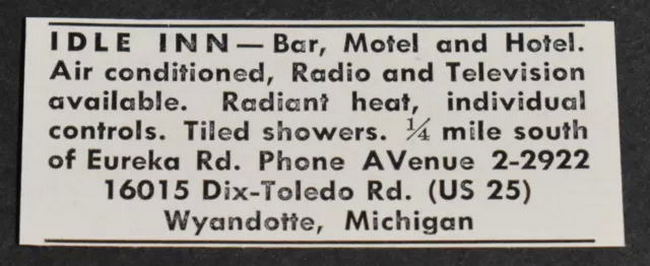 IDLE INN — Bar, Motel and Hotel.
Air conditioned, Radio and Television
available. Radiant heat, individual
controls. Tiled showers. ¼ mile south
of Eureka Rd. Phone AVenue 2-2922
16015 Dix-Toledo Rd. (US 25)
Wyandotte, Michigan